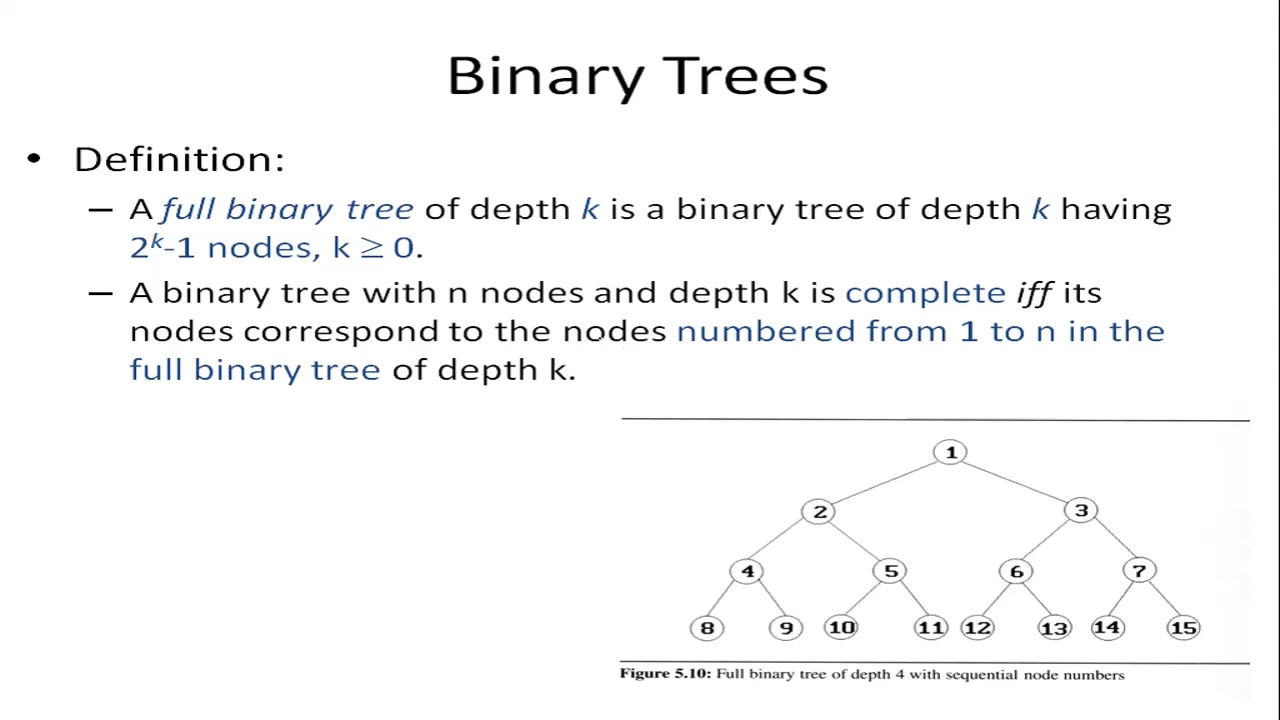 Binary Trees
• Definition:
– A full binary tree of depth k is a binary tree of depth k having
2ᵏ-1 nodes, k ≥ 0.
– A binary tree with n nodes and depth k is complete iff its
nodes correspond to the nodes numbered from 1 to n in the
full binary tree of depth k.
1
2 3
4 5 6 7
8 9 10 11 12 13 14 15
Figure 5.10: Full binary tree of depth 4 with sequential node numbers